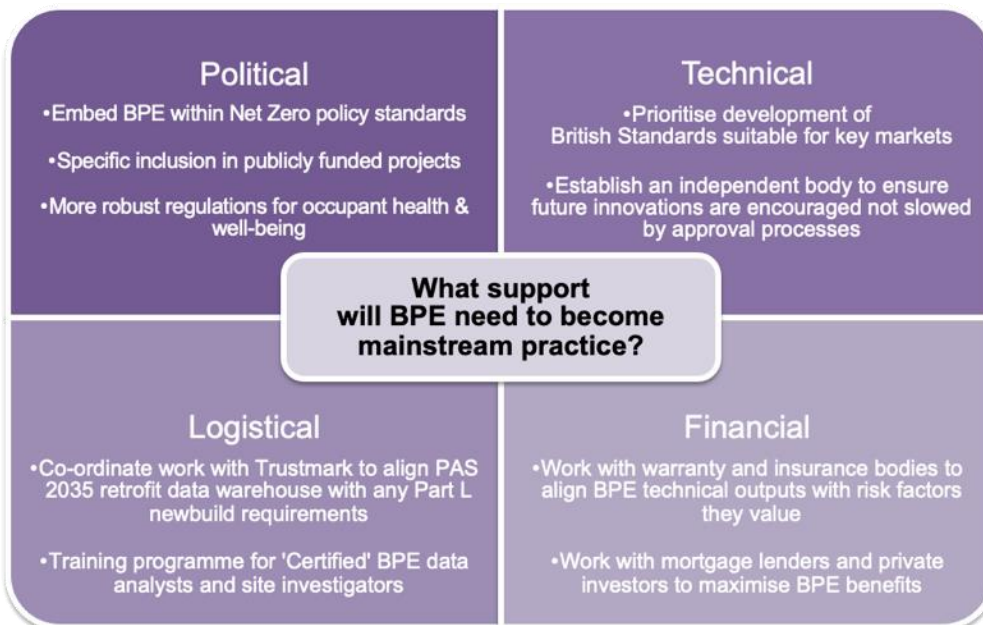 Political
•Embed BPE within Net Zero policy standards
•Specific inclusion in publicly funded projects
•More robust regulations for occupant health &
well-being
Technical
•Prioritise development of
British Standards suitable for key markets
•Establish an independent body to ensure
future innovations are encouraged not slowed
by approval processes
What support
will BPE need to become
mainstream practice?
Logistical
•Co-ordinate work with Trustmark to align PAS
2035 retrofit data warehouse with any Part L
newbuild requirements
•Training programme for 'Certified' BPE data
analysts and site investigators
Financial
•Work with warranty and insurance bodies to
align BPE technical outputs with risk factors
they value
•Work with mortgage lenders and private
investors to maximise BPE benefits